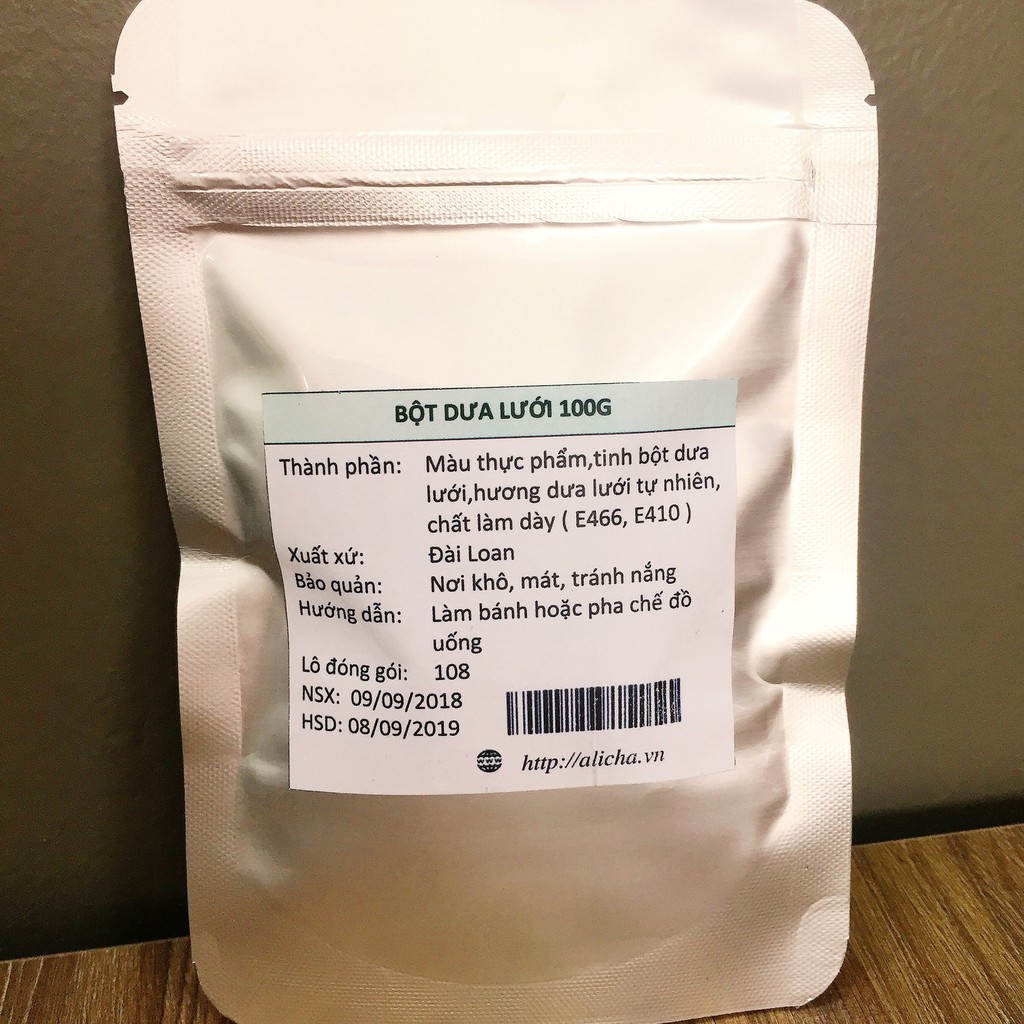 BỘT DƯA LƯỚI 100G
Thành phần: Màu thực phẩm,tinh bột dưa
lưới,hương dưa lưới tự nhiên,
chất làm dày ( E466, E410 )
Xuất xứ: Đài Loan
Bảo quản: Nơi khô, mát, tránh nắng
Hướng dẫn: Làm bánh hoặc pha chế đồ
uống
Lô đóng gói: 108
NSX: 09/09/2018
HSD: 08/09/2019
http://alicha.vn